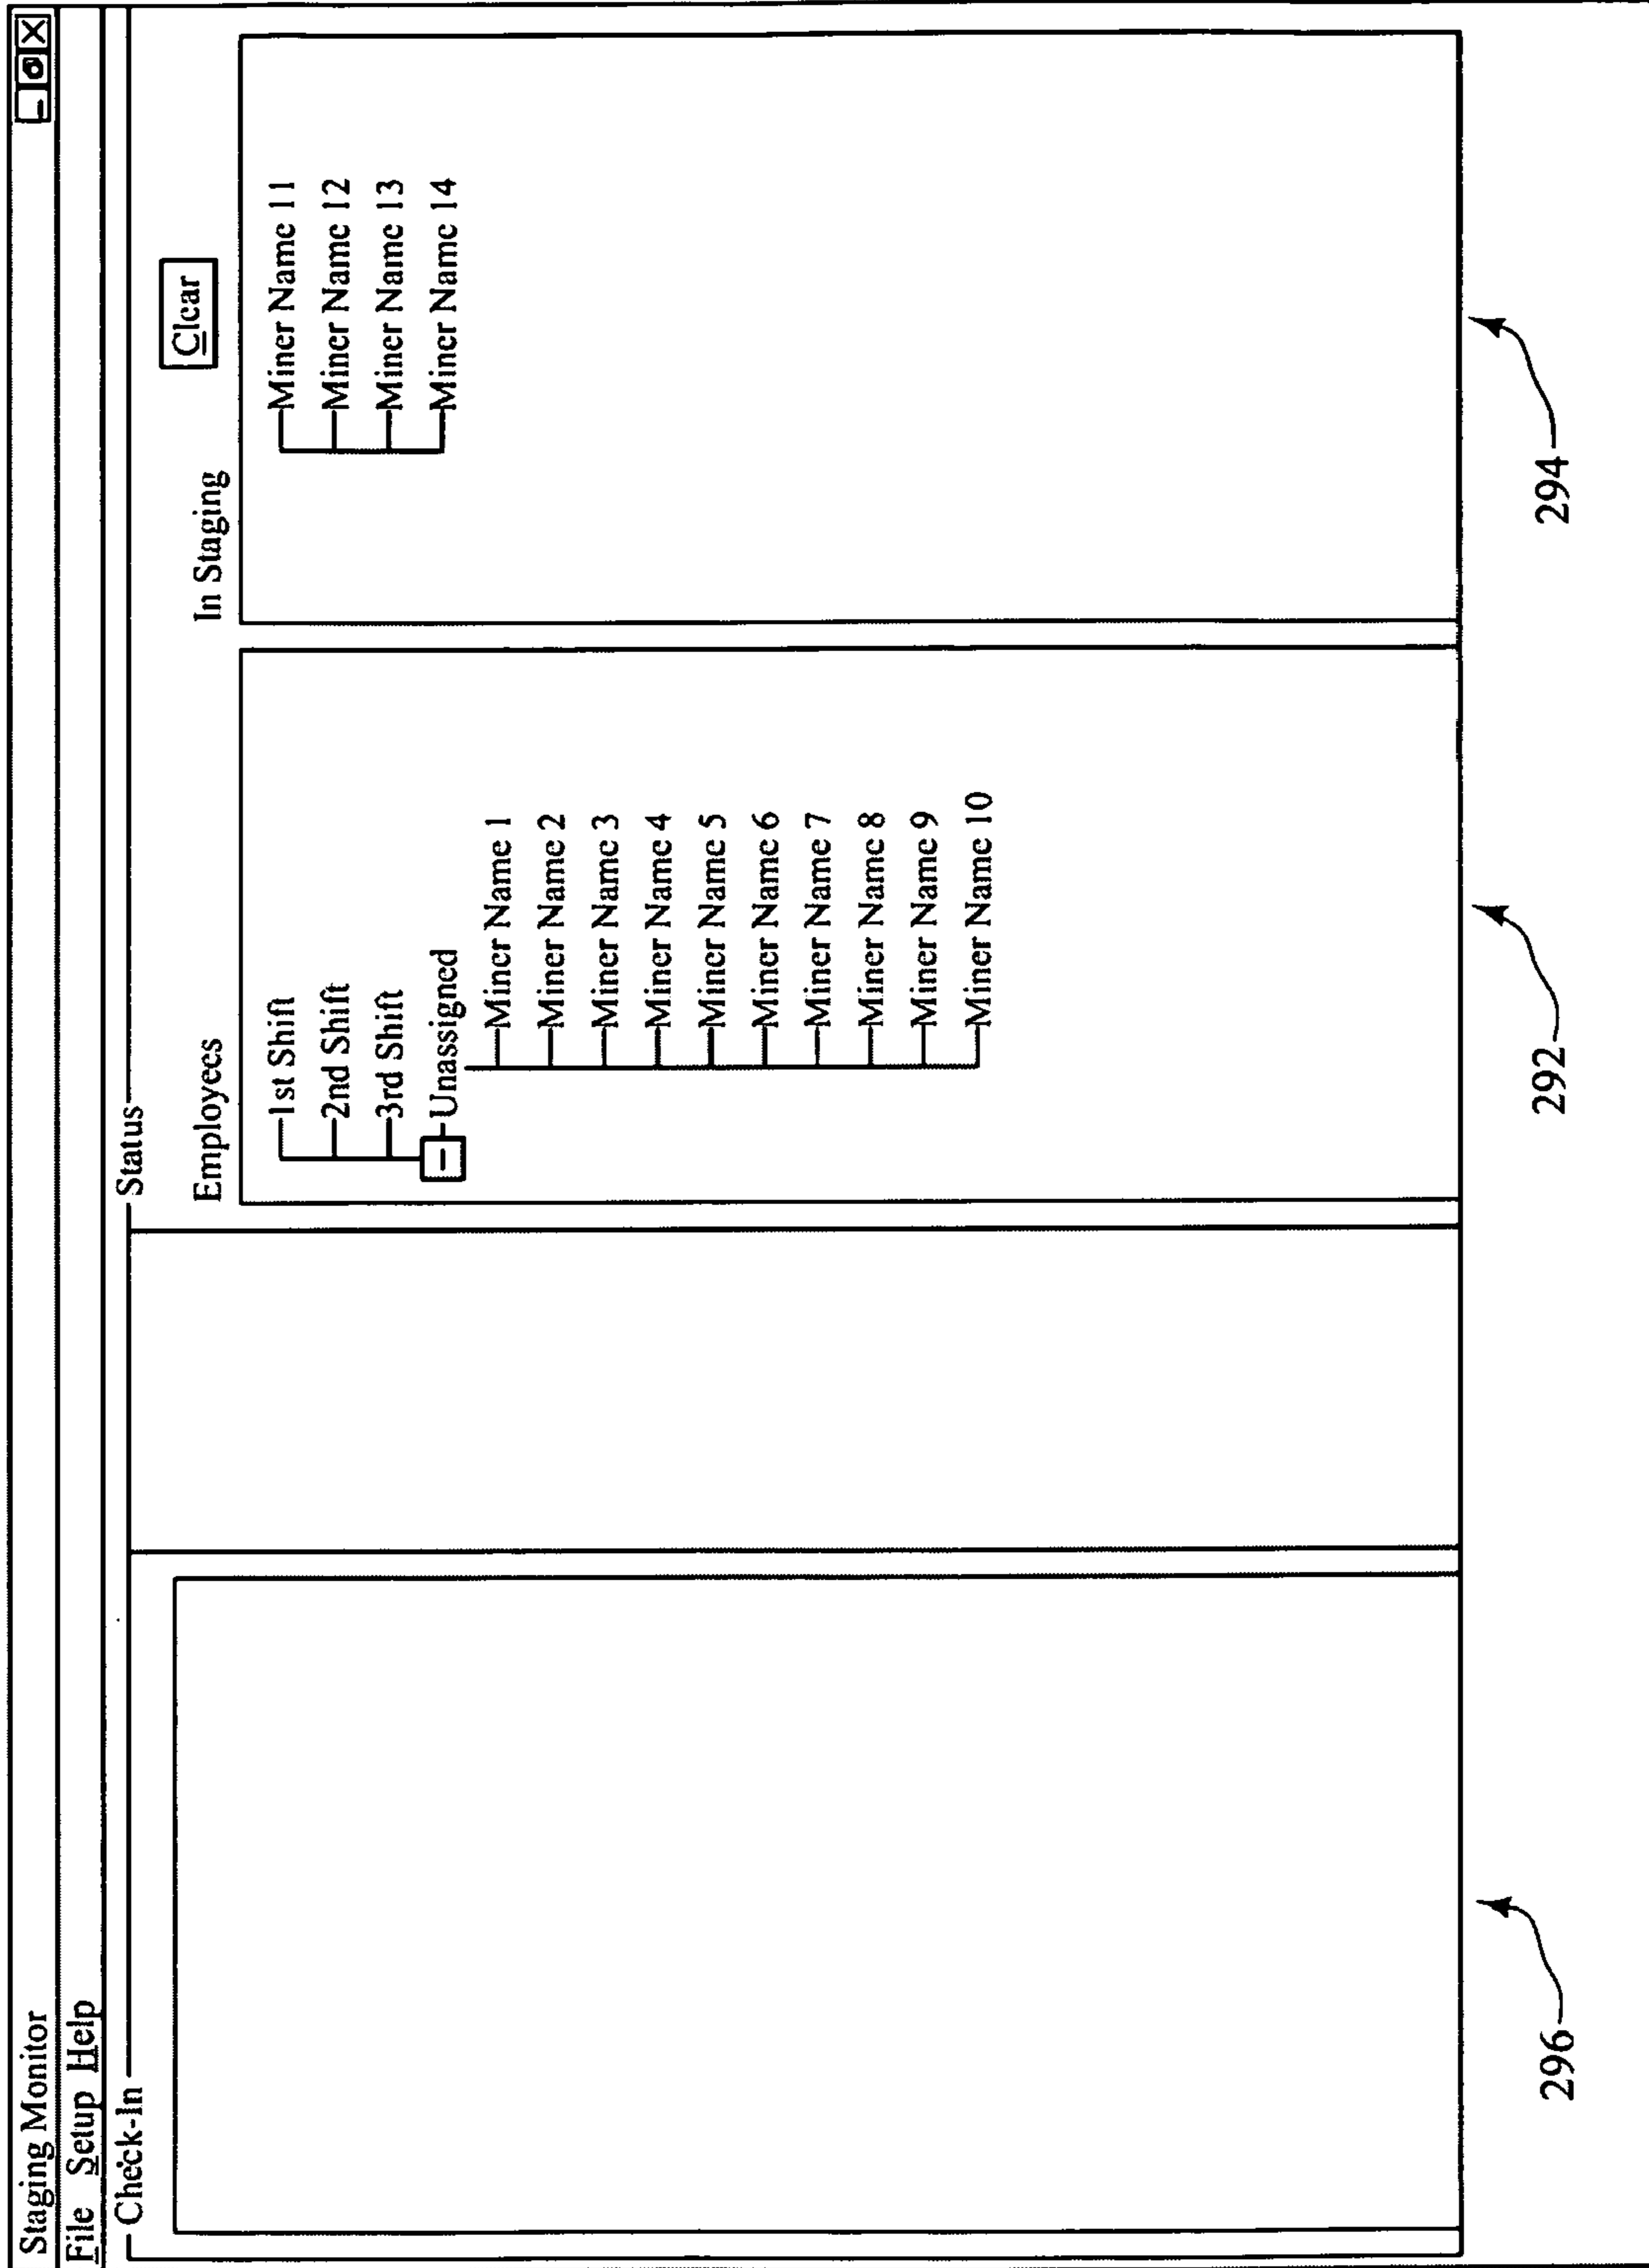 Staging Monitor
File Setup Help
Check-In
Status
Employees
1st Shift
2nd Shift
3rd Shift
Unassigned
Miner Name 1
Miner Name 2
Miner Name 3
Miner Name 4
Miner Name 5
Miner Name 6
Miner Name 7
Miner Name 8
Miner Name 9
Miner Name 10
In Staging
Clear
Miner Name 11
Miner Name 12
Miner Name 13
Miner Name 14
296
292
294